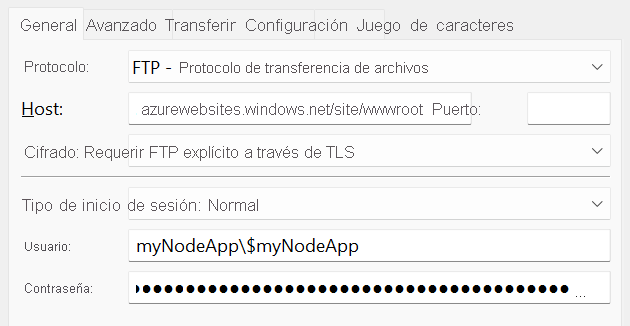 General Avanzado Transferir Configuración Juego de caracteres
Protocolo: FTP - Protocolo de transferencia de archivos
Host: azurewebsites.windows.net/site/wwwroot Puerto:
Cifrado: Requerir FTP explícito a través de TLS
Tipo de inicio de sesión: Normal
Usuario: myNodeApp\$myNodeApp
Contraseña: ●●●●●●●●●●●●●●●●●●●●●●●●●●●●●●●●●●● ...